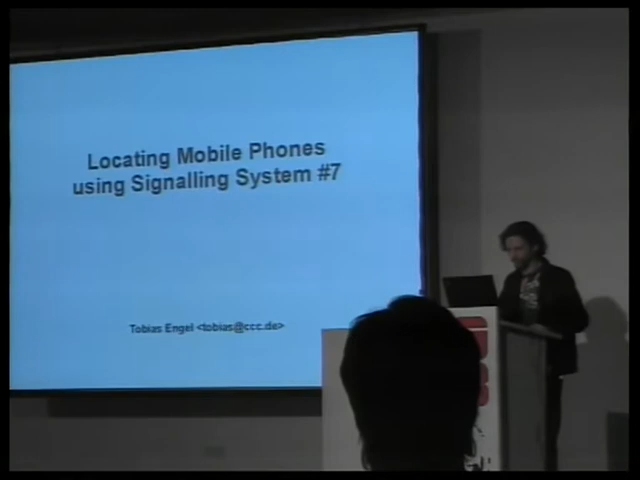 Locating Mobile Phones
using Signalling System #7
Tobias Engel <tobias@ccc.de>